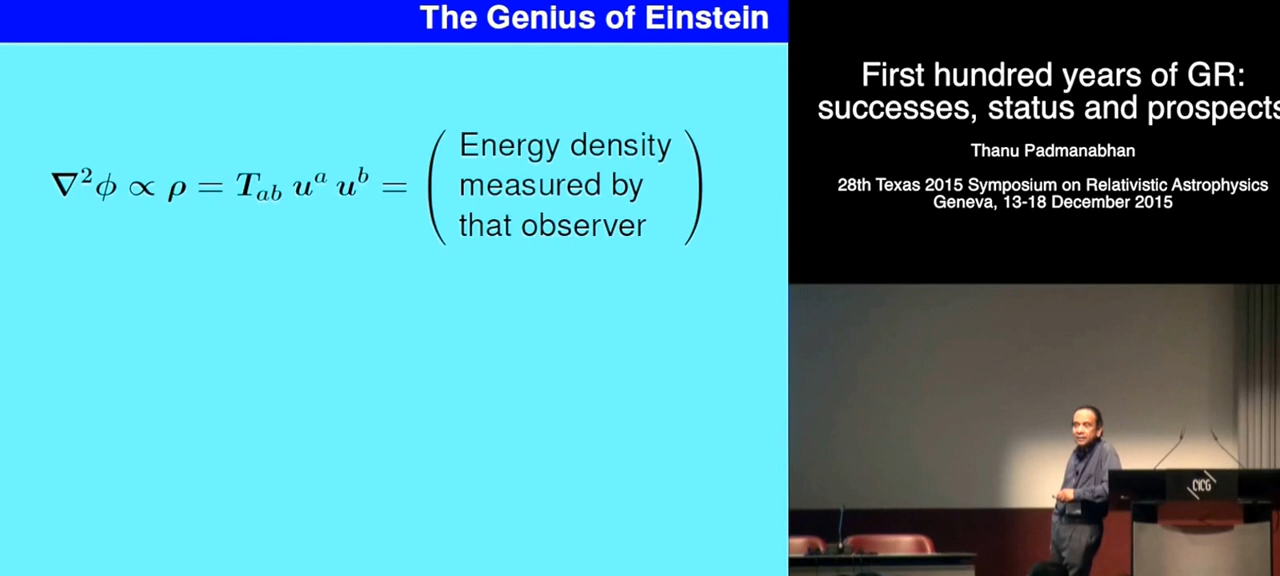 The Genius of Einstein
∇²ϕ ∝ ρ = T_ab u^a u^b = ( Energy density
measured by
that observer )
First hundred years of GR:
successes, status and prospects
Thanu Padmanabhan
28th Texas 2015 Symposium on Relativistic Astrophysics
Geneva, 13-18 December 2015
CICG